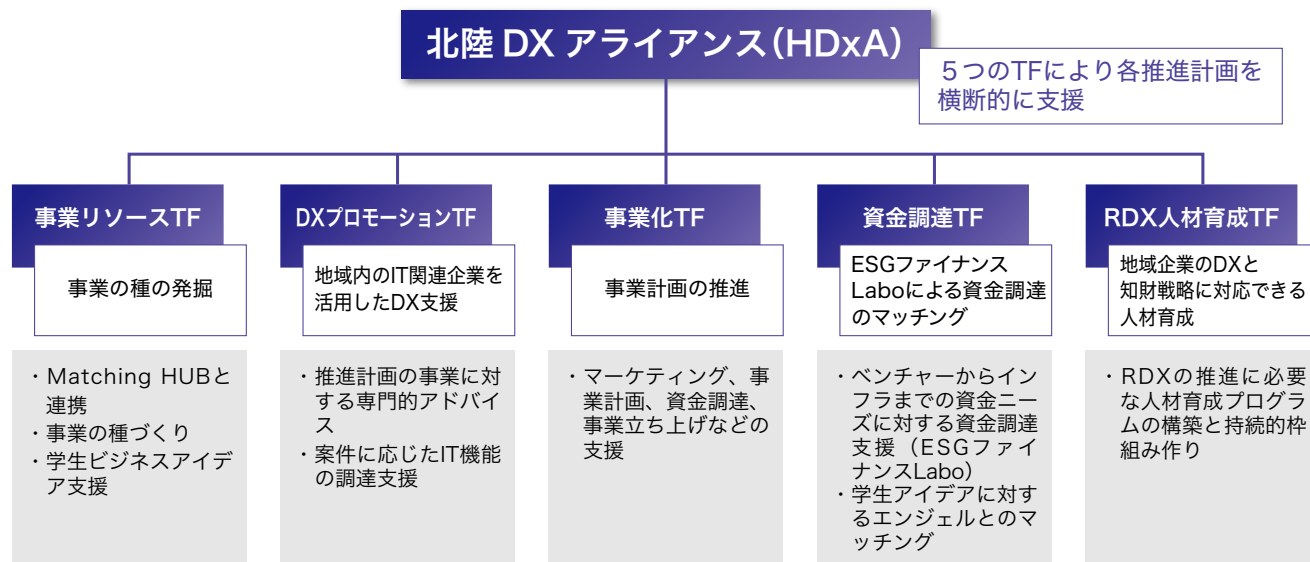 北陸 DX アライアンス（HDxA）
５つのTFにより各推進計画を
横断的に支援
事業リソースTF
事業の種の発掘
・Matching HUBと
連携
・事業の種づくり
・学生ビジネスアイデ
ア支援
DXプロモーションTF
地域内のIT関連企業を
活用したDX支援
・推進計画の事業に対
する専門的アドバイ
ス
・案件に応じたIT機能
の調達支援
事業化TF
事業計画の推進
・マーケティング、事
業計画、資金調達、
事業立ち上げなどの
支援
資金調達TF
ESGファイナンス
Laboによる資金調達
のマッチング
・ベンチャーからイン
フラまでの資金ニー
ズに対する資金調達
支援（ESGファイ
ナンスLabo）
・学生アイデアに対す
るエンジェルとのマ
ッチング
RDX人材育成TF
地域企業のDXと
知財戦略に対応できる
人材育成
・RDXの推進に必要
な人材育成プログラ
ムの構築と持続的枠
組み作り